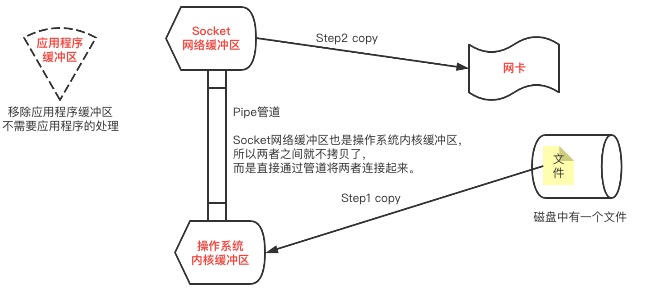 应用程序
缓冲区
移除应用程序缓冲区
不需要应用程序的处理
Socket
网络缓冲区
Step2 copy
网卡
Pipe管道
Socket网络缓冲区也是操作系统内核缓冲区，
所以两者之间就不拷贝了，
而是直接通过管道将两者连接起来。
Step1 copy
文
件
磁盘中有一个文件
操作系统
内核缓冲区